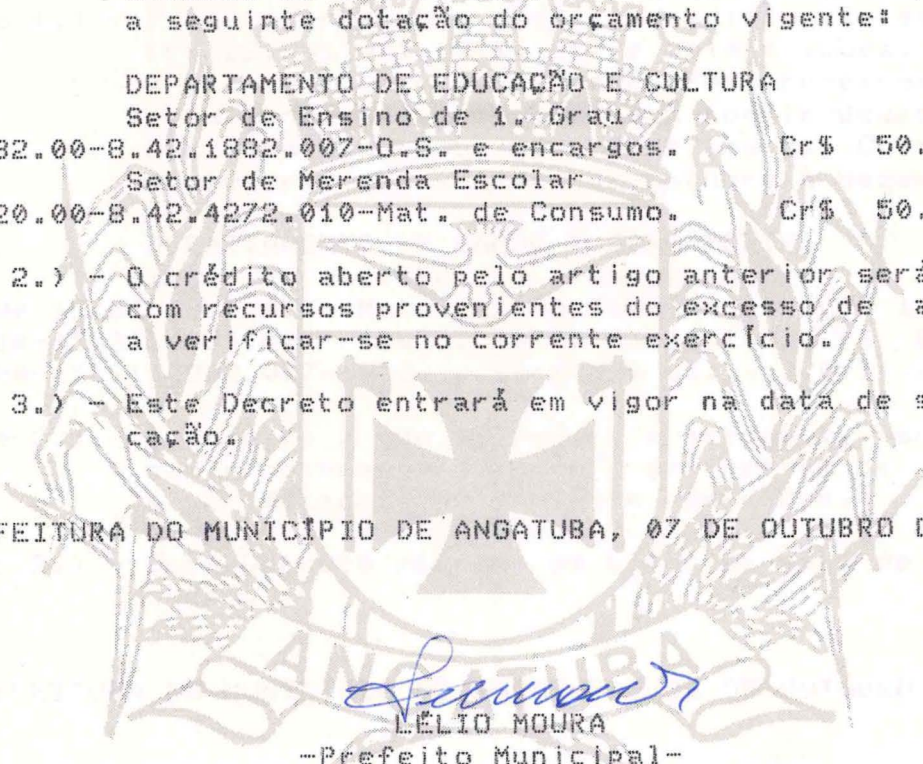 a seguinte dotação do orçamento vigente:
DEPARTAMENTO DE EDUCAÇÃO E CULTURA
Setor de Ensino de 1. Grau
32.00-8.42.1882.007-O.S. e encargos. Cr$ 50.
Setor de Merenda Escolar
20.00-8.42.4272.010-Mat. de Consumo. Cr$ 50.
2.) - O crédito aberto pelo artigo anterior será
com recursos provenientes do excesso de a
a verificar-se no corrente exercício.
3.) - Este Decreto entrará em vigor na data de s
cação.
FEITURA DO MUNICÍPIO DE ANGATUBA, 07 DE OUTUBRO D
ANGATUBA
LÉLIO MOURA
-Prefeito Municipal-